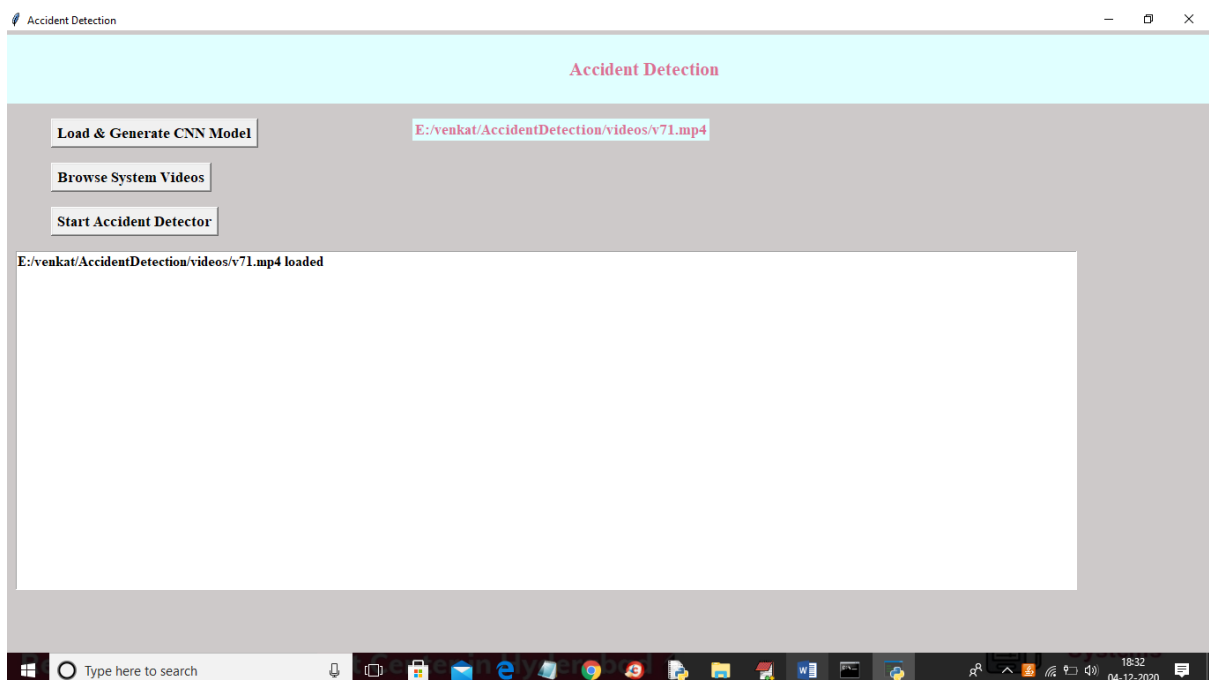 Accident Detection
Accident Detection
Load & Generate CNN Model
E:/venkat/AccidentDetection/videos/v71.mp4
Browse System Videos
Start Accident Detector
E:/venkat/AccidentDetection/videos/v71.mp4 loaded
Type here to search
18:32
04-12-2020